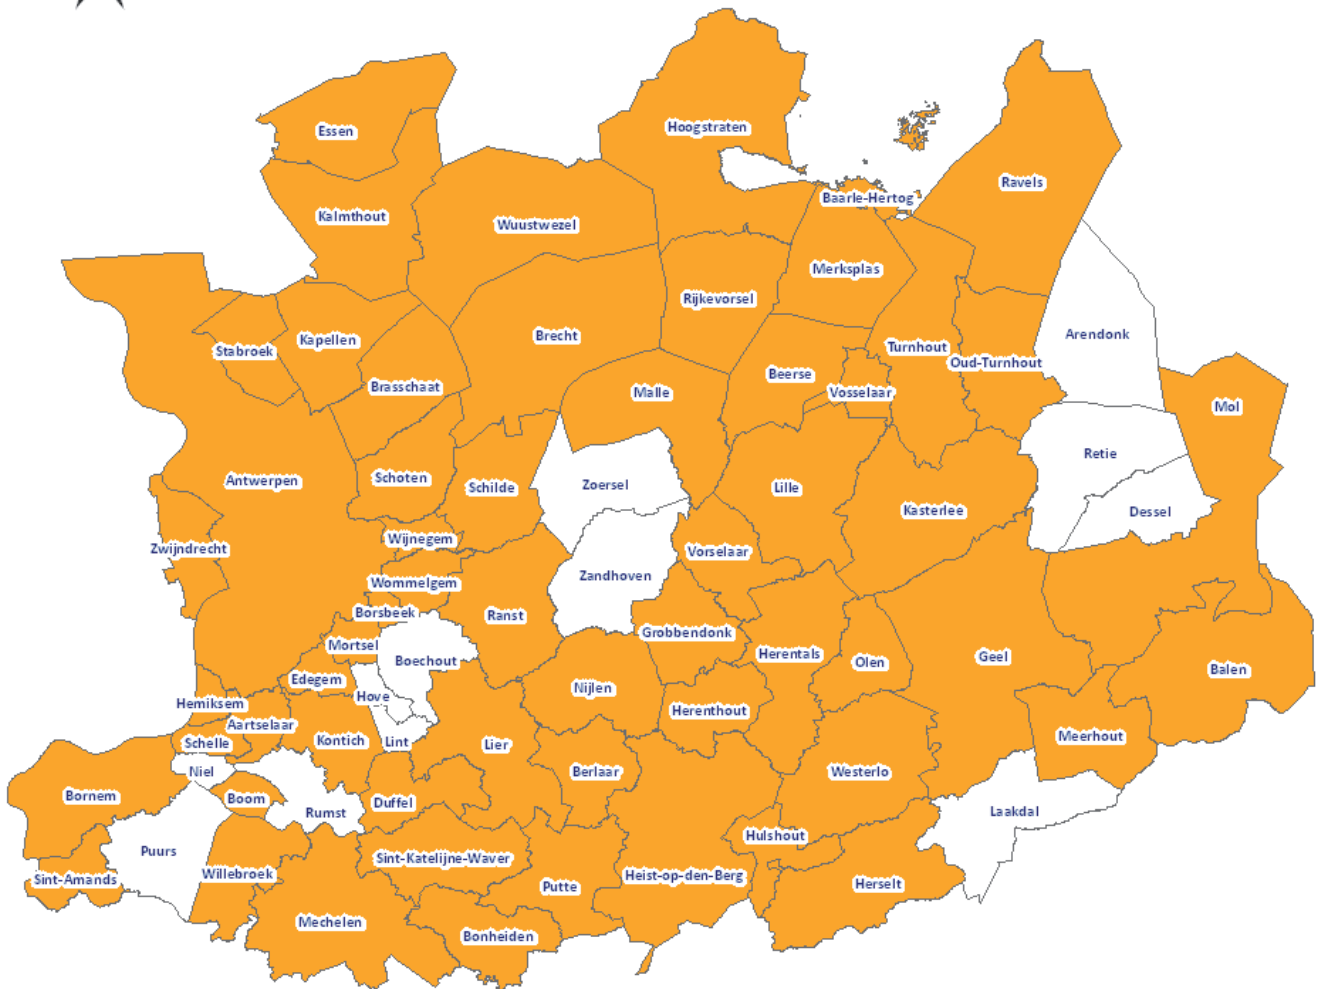 Essen
Hoogstraten
Ravels
Baarle-Hertog
Kalmthout
Wuustwezel
Merksplas
Rijkevorsel
Arendonk
Brecht
Kapellen
Stabroek
Turnhout
Oud-Turnhout
Beerse
Brasschaat
Malle
Vosselaar
Mol
Retie
Schoten
Antwerpen
Zoersel
Schilde
Lille
Kasterlee
Dessel
Wijnegem
Zwijndrecht
Vorselaar
Zandhoven
Wommelgem
Borsbeek
Ranst
Grobbendonk
Mortsel
Herentals
Geel
Boechout
Olen
Balen
Edegem
Nijlen
Hove
Hemiksem
Herenthout
Aartselaar
Meerhout
Kontich
Lint
Schelle
Lier
Niel
Berlaar
Westerlo
Bornem
Boom
Duffel
Rumst
Laakdal
Hulshout
Puurs
Sint-Katelijne-Waver
Willebroek
Heist-op-den-Berg
Sint-Amands
Herselt
Putte
Mechelen
Bonheiden